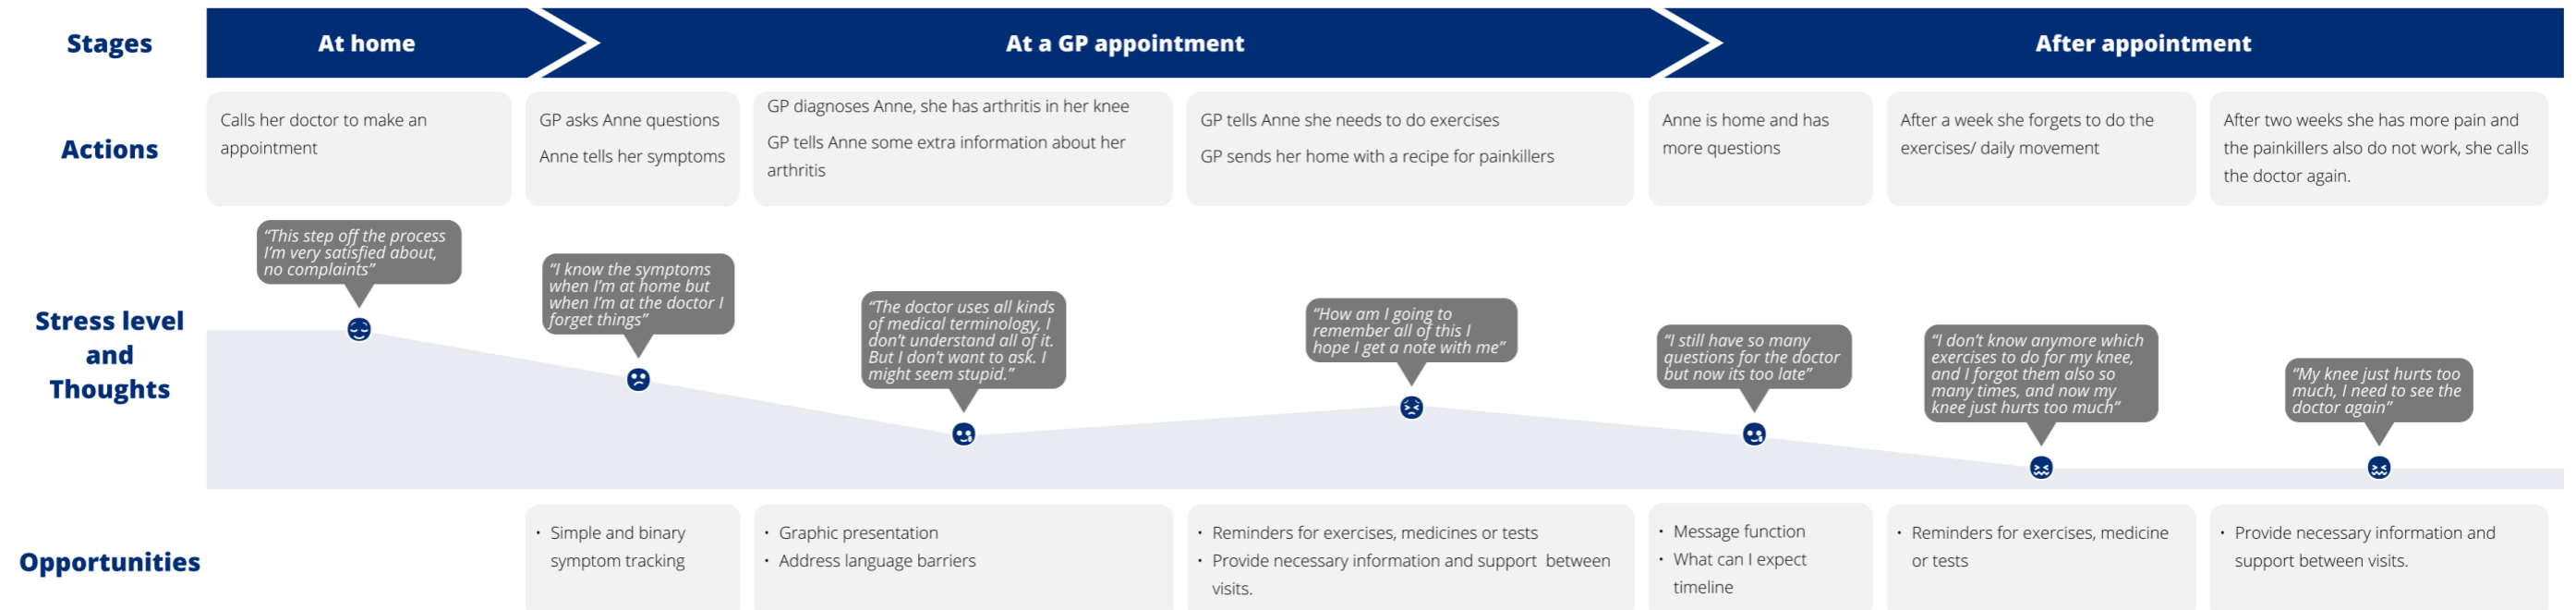 Stages
At home
At a GP appointment
After appointment
Actions
Calls her doctor to make an
appointment
GP asks Anne questions
Anne tells her symptoms
GP diagnoses Anne, she has arthritis in her knee
GP tells Anne some extra information about her
arthritis
GP tells Anne she needs to do exercises
GP sends her home with a recipe for painkillers
Anne is home and has
more questions
After a week she forgets to do the
exercises/ daily movement
After two weeks she has more pain and
the painkillers also do not work, she calls
the doctor again.
Stress level
and
Thoughts
“This step off the process
I’m very satisfied about,
no complaints”
“I know the symptoms
when I’m at home but
when I’m at the doctor I
forget things”
“The doctor uses all kinds
of medical terminology, I
don’t understand all of it.
But I don’t want to ask. I
might seem stupid.”
“How am I going to
remember all of this I
hope I get a note with me”
“I still have so many
questions for the doctor
but now its too late”
“I don’t know anymore which
exercises to do for my knee,
and I forgot them also so
many times, and now my
knee just hurts too much”
“My knee just hurts too
much, I need to see the
doctor again”
Opportunities
• Simple and binary
symptom tracking
• Graphic presentation
• Address language barriers
• Reminders for exercises, medicines or tests
• Provide necessary information and support between
visits.
• Message function
• What can I expect
timeline
• Reminders for exercises, medicine
or tests
• Provide necessary information and
support between visits.